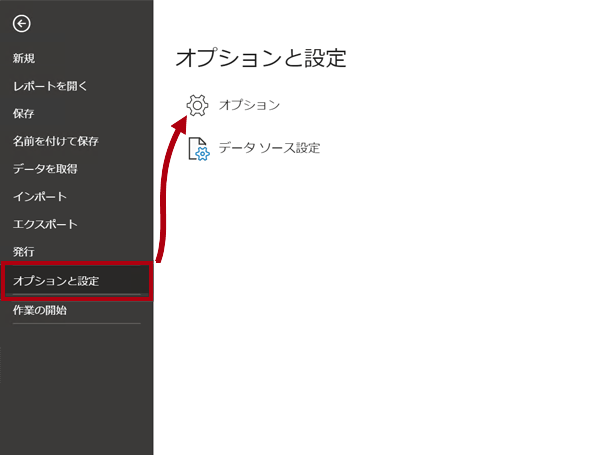 新規
レポートを開く
保存
名前を付けて保存
データを取得
インポート
エクスポート
発行
オプションと設定
作業の開始
オプションと設定
オプション
データ ソース設定